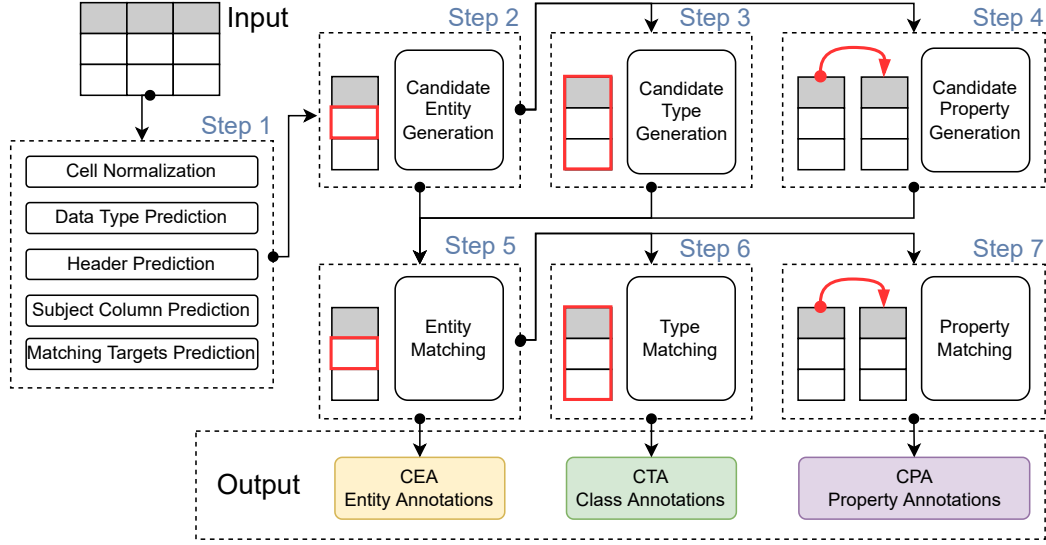 Input
Step 1
Cell Normalization
Data Type Prediction
Header Prediction
Subject Column Prediction
Matching Targets Prediction
Step 2
Candidate
Entity
Generation
Step 3
Candidate
Type
Generation
Step 4
Candidate
Property
Generation
Step 5
Entity
Matching
Step 6
Type
Matching
Step 7
Property
Matching
Output
CEA
Entity Annotations
CTA
Class Annotations
CPA
Property Annotations